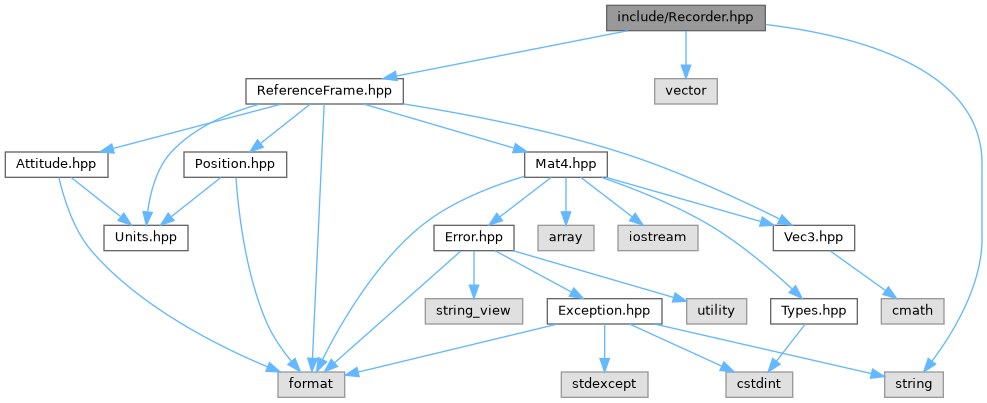 include/Recorder.hpp
ReferenceFrame.hpp
vector
Attitude.hpp
Position.hpp
Mat4.hpp
Units.hpp
Error.hpp
array
iostream
Vec3.hpp
string_view
Exception.hpp
utility
Types.hpp
cmath
format
stdexcept
cstdint
string